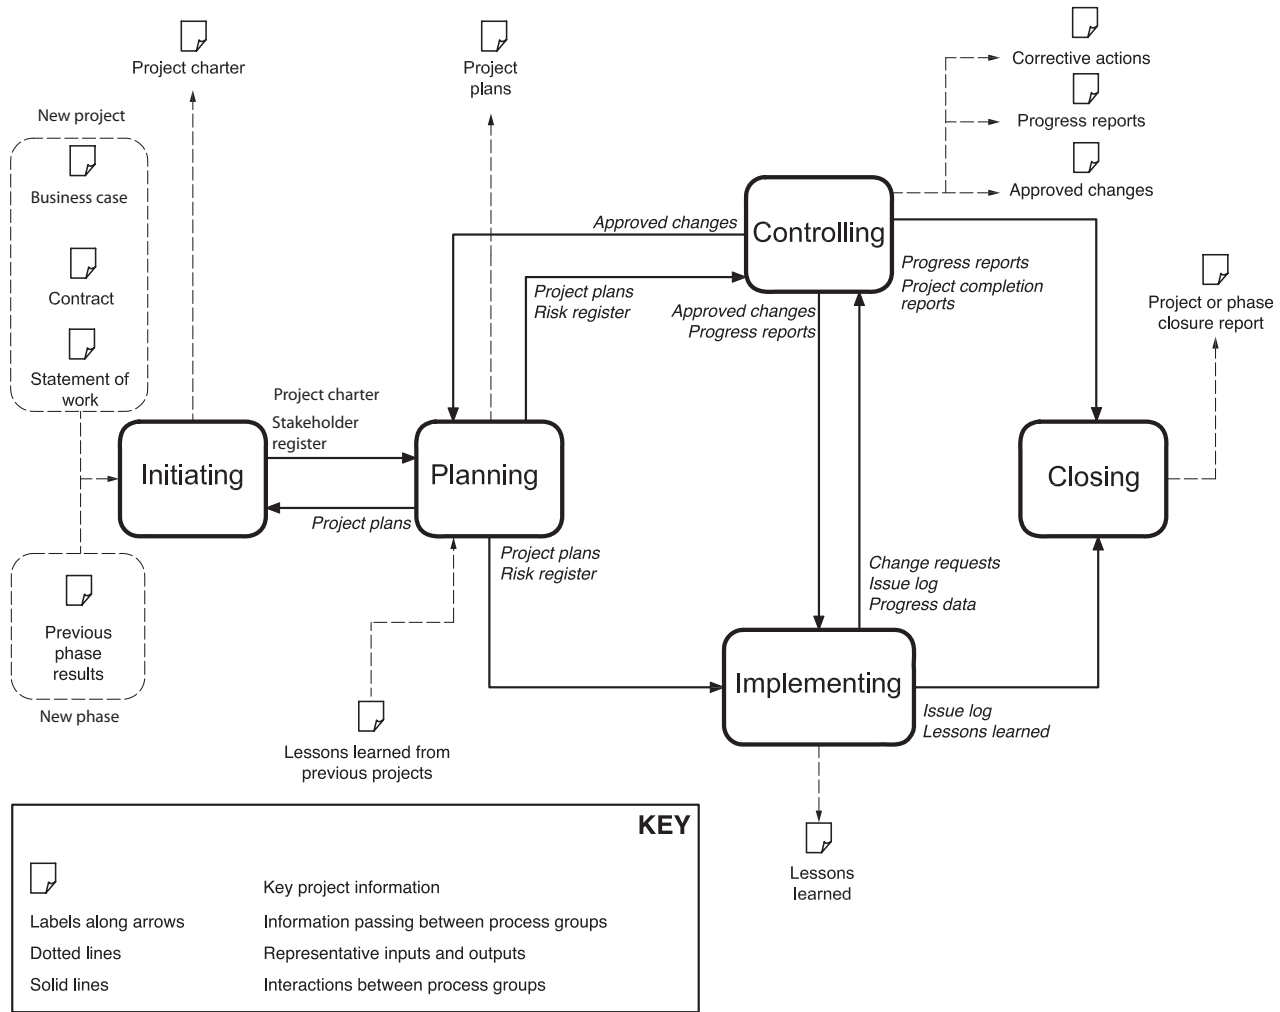 Project charter
Project
plans
Corrective actions
Progress reports
Approved changes
New project
Business case
Contract
Statement of
work
Approved changes
Controlling
Project plans
Risk register
Approved changes
Progress reports
Progress reports
Project completion
reports
Project or phase
closure report
Project charter
Stakeholder
register
Initiating
Planning
Closing
Project plans
Project plans
Risk register
Change requests
Issue log
Progress data
Previous
phase
results
New phase
Implementing
Issue log
Lessons learned
Lessons learned from
previous projects
Lessons
learned
KEY
Key project information
Labels along arrows Information passing between process groups
Dotted lines Representative inputs and outputs
Solid lines Interactions between process groups